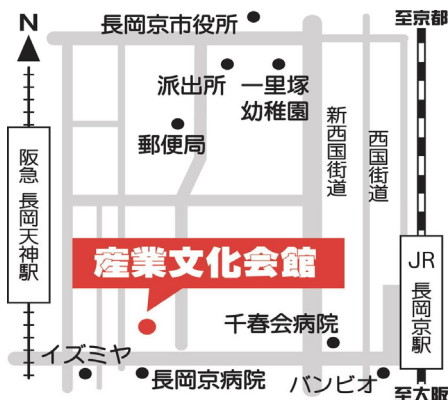 N
長岡京市役所
至京都
派出所
一里塚
幼稚園
郵便局
新西国街道
西国街道
阪急 長岡天神駅
産業文化会館
JR
長岡京駅
千春会病院
イズミヤ
長岡京病院
バンビオ
至大阪